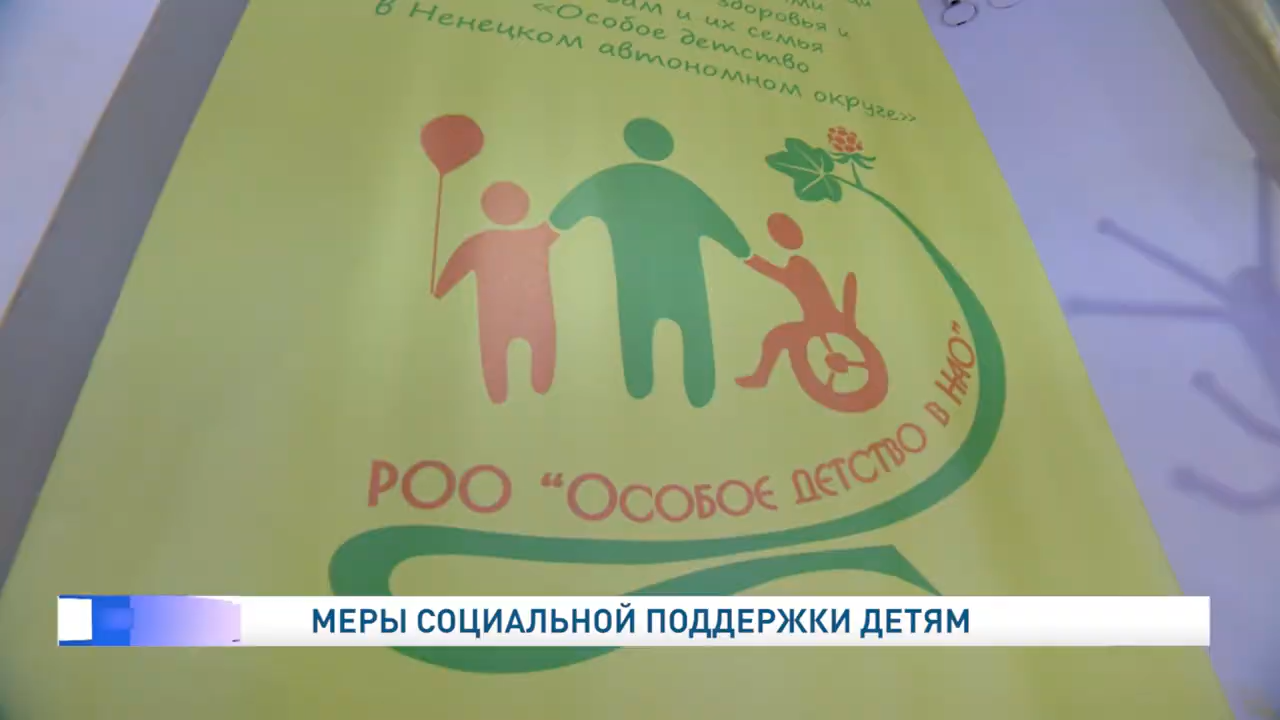 здоровья и
и их семья
«Особое детство
в Ненецком автономном округе»
РОО "ОСОБОЕ ДЕТСТВО В НАО"
МЕРЫ СОЦИАЛЬНОЙ ПОДДЕРЖКИ ДЕТЯМ